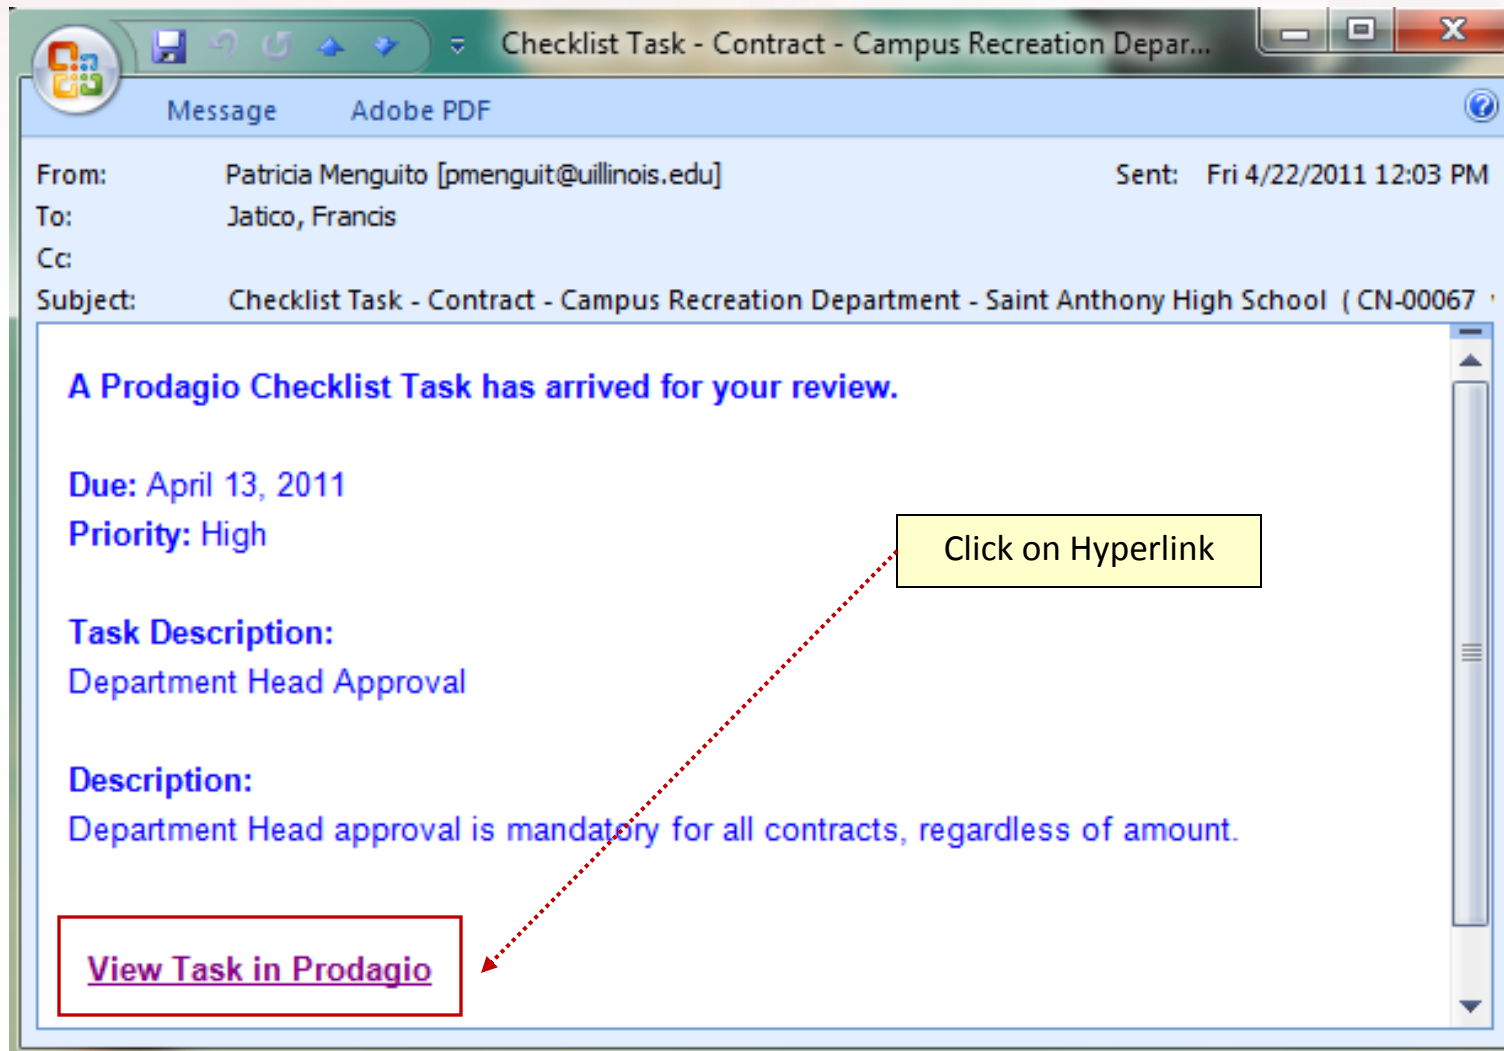 Checklist Task - Contract - Campus Recreation Depar...
Message Adobe PDF
From: Patricia Menguito [pmenguit@uillinois.edu] Sent: Fri 4/22/2011 12:03 PM
To: Jatico, Francis
Cc:
Subject: Checklist Task - Contract - Campus Recreation Department - Saint Anthony High School ( CN-00067
A Prodagio Checklist Task has arrived for your review.
Due: April 13, 2011
Priority: High
Click on Hyperlink
Task Description:
Department Head Approval
Description:
Department Head approval is mandatory for all contracts, regardless of amount.
View Task in Prodagio